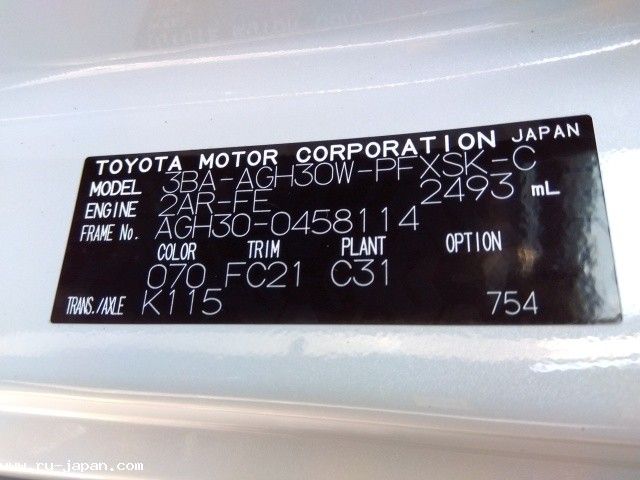 TOYOTA MOTOR CORPORATION JAPAN
MODEL 3BA-AGH30W-PFXSK-C
ENGINE 2AR-FE 2493 mL
FRAME No. AGH30-0458114
COLOR TRIM PLANT OPTION
070 FC21 C31
TRANS./AXLE K115 754
www.ru-japan.com